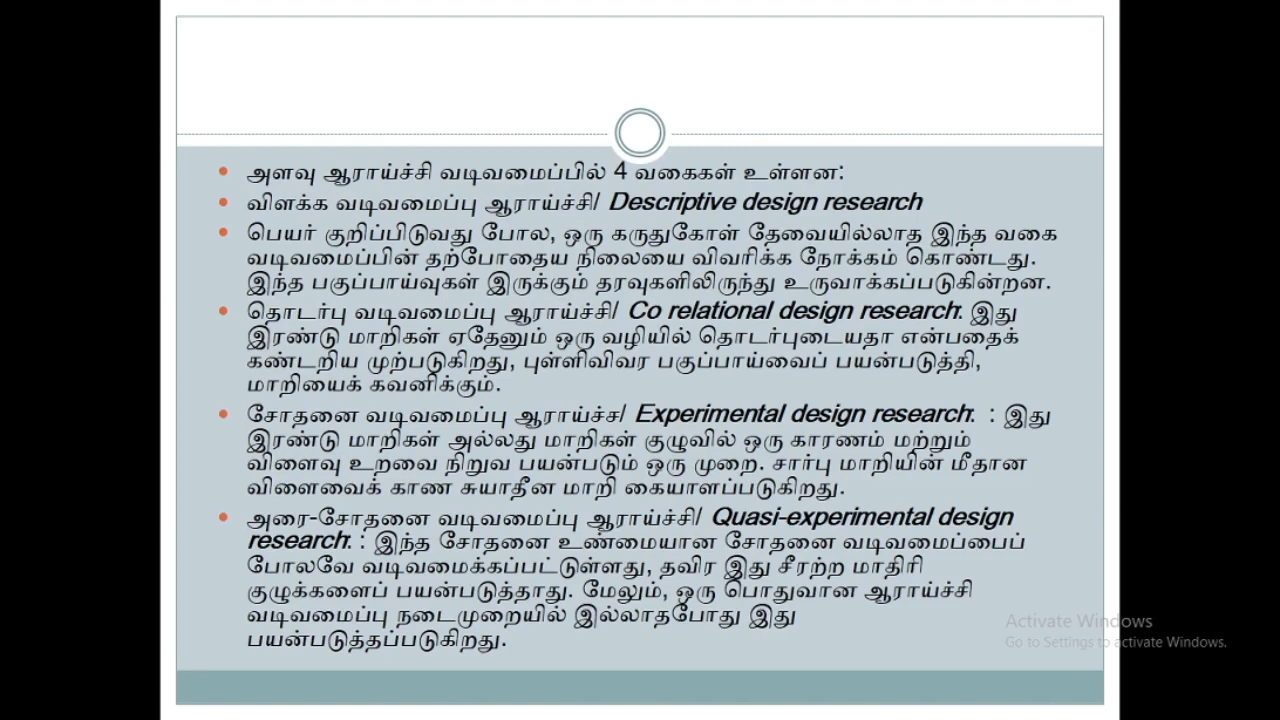 அளவு ஆராய்ச்சி வடிவமைப்பில் 4 வகைகள் உள்ளன:
விளக்க வடிவமைப்பு ஆராய்ச்சி/ Descriptive design research
பெயர் குறிப்பிடுவது போல, ஒரு கருதுகோள் தேவையில்லாத இந்த வகை
வடிவமைப்பின் தற்போதைய நிலையை விவரிக்க நோக்கம் கொண்டது.
இந்த பகுப்பாய்வுகள் இருக்கும் தரவுகளிலிருந்து உருவாக்கப்படுகின்றன.
தொடர்பு வடிவமைப்பு ஆராய்ச்சி/ Co relational design research: இது
இரண்டு மாறிகள் ஏதேனும் ஒரு வழியில் தொடர்புடையதா என்பதைக்
கண்டறிய முற்படுகிறது, புள்ளிவிவர பகுப்பாய்வைப் பயன்படுத்தி,
மாறியைக் கவனிக்கும்.
சோதனை வடிவமைப்பு ஆராய்ச்ச/ Experimental design research: : இது
இரண்டு மாறிகள் அல்லது மாறிகள் குழுவில் ஒரு காரணம் மற்றும்
விளைவு உறவை நிறுவ பயன்படும் ஒரு முறை. சார்பு மாறியின் மீதான
விளைவைக் காண சுயாதீன மாறி கையாளப்படுகிறது.
அரை-சோதனை வடிவமைப்பு ஆராய்ச்சி/ Quasi-experimental design
research: : இந்த சோதனை உண்மையான சோதனை வடிவமைப்பைப்
போலவே வடிவமைக்கப்பட்டுள்ளது, தவிர இது சீரற்ற மாதிரி
குழுக்களைப் பயன்படுத்தாது. மேலும், ஒரு பொதுவான ஆராய்ச்சி
வடிவமைப்பு நடைமுறையில் இல்லாதபோது இது
பயன்படுத்தப்படுகிறது.
Activate Windows
Go to Settings to activate Windows.